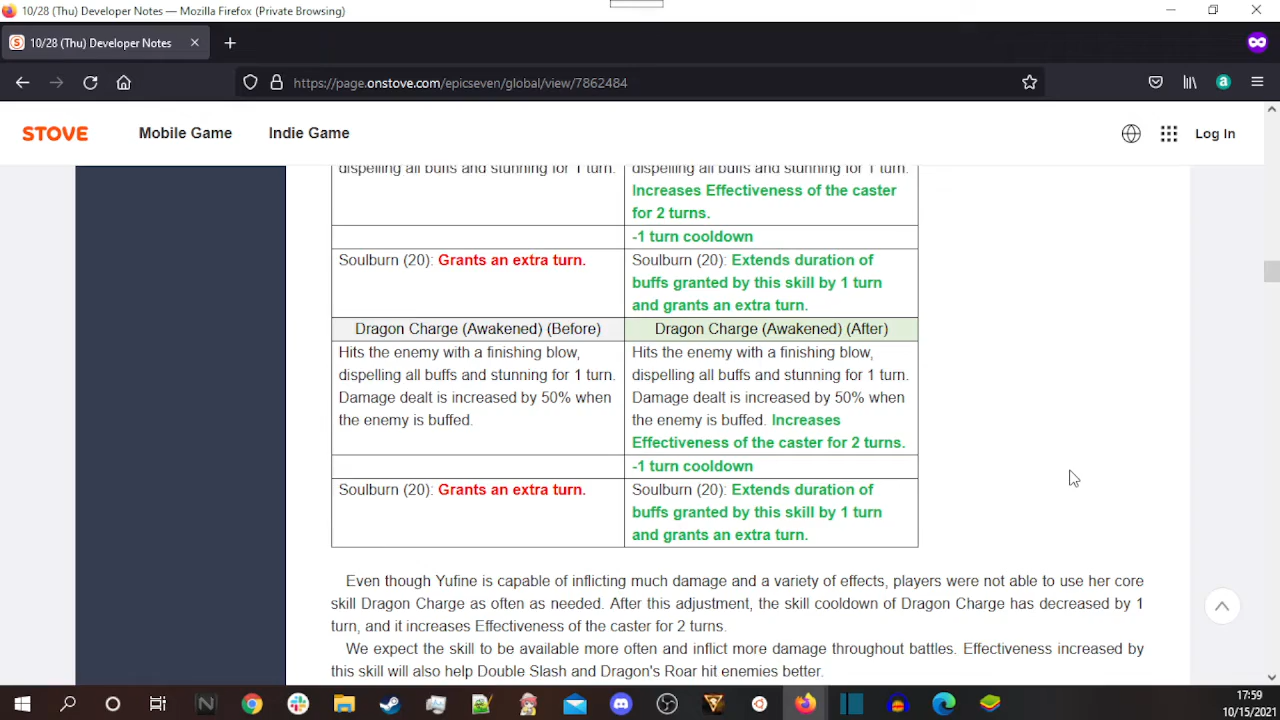 10/28 (Thu) Developer Notes — Mozilla Firefox (Private Browsing)
10/28 (Thu) Developer Notes
https://page.onstove.com/epicseven/global/view/7862484
STOVE
Mobile Game
Indie Game
Log In
dispelling all buffs and stunning for 1 turn.
dispelling all buffs and stunning for 1 turn.
Increases Effectiveness of the caster
for 2 turns.
-1 turn cooldown
Soulburn (20): Grants an extra turn.
Soulburn (20): Extends duration of
buffs granted by this skill by 1 turn
and grants an extra turn.
Dragon Charge (Awakened) (Before)
Dragon Charge (Awakened) (After)
Hits the enemy with a finishing blow,
dispelling all buffs and stunning for 1 turn.
Damage dealt is increased by 50% when
the enemy is buffed.
Hits the enemy with a finishing blow,
dispelling all buffs and stunning for 1 turn.
Damage dealt is increased by 50% when
the enemy is buffed. Increases
Effectiveness of the caster for 2 turns.
-1 turn cooldown
Soulburn (20): Grants an extra turn.
Soulburn (20): Extends duration of
buffs granted by this skill by 1 turn
and grants an extra turn.
Even though Yufine is capable of inflicting much damage and a variety of effects, players were not able to use her core
skill Dragon Charge as often as needed. After this adjustment, the skill cooldown of Dragon Charge has decreased by 1
turn, and it increases Effectiveness of the caster for 2 turns.
We expect the skill to be available more often and inflict more damage throughout battles. Effectiveness increased by
this skill will also help Double Slash and Dragon's Roar hit enemies better.
17:59
10/15/2021